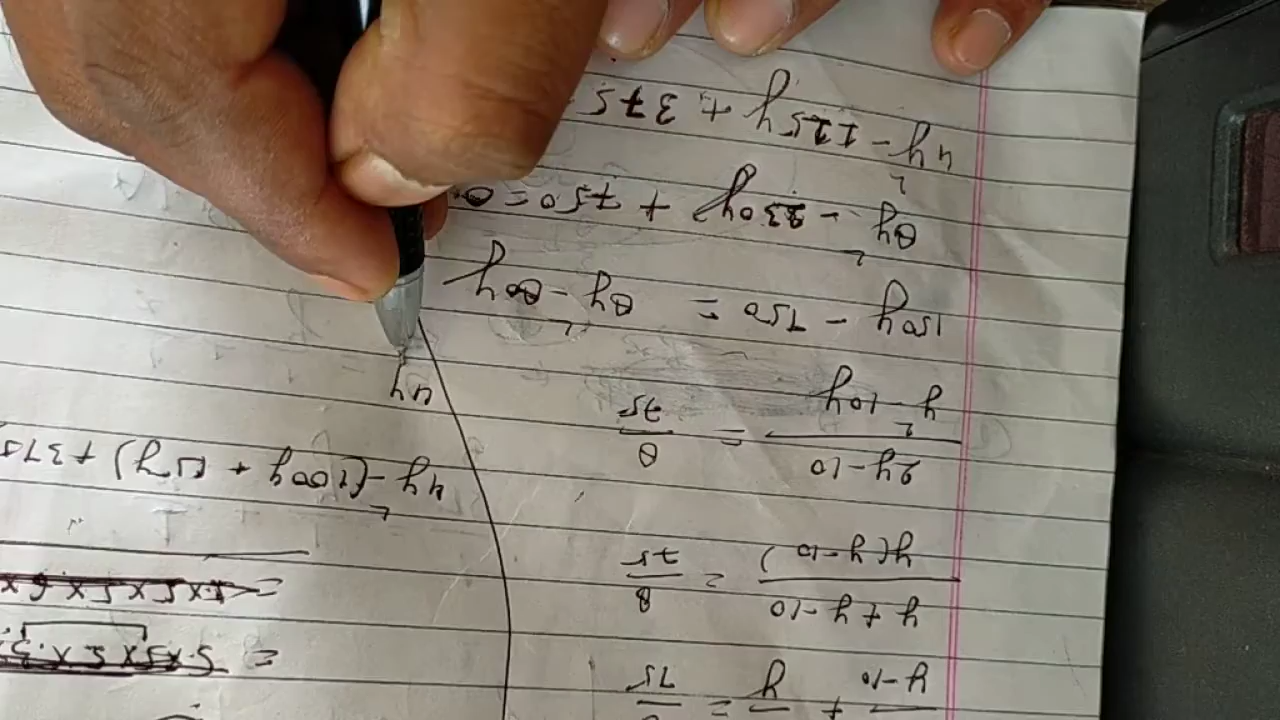 y-10 + y = 75
y + y - 10 / y(y-10) = 8/75
2y-10 / y²-10y = 8/75
150y - 750 = 8y² - 80y
8y² - 230y + 750 = 0
4y² - 115y + 375
= 5×5×5×3
4y² - (100y + 15y) + 375
4y